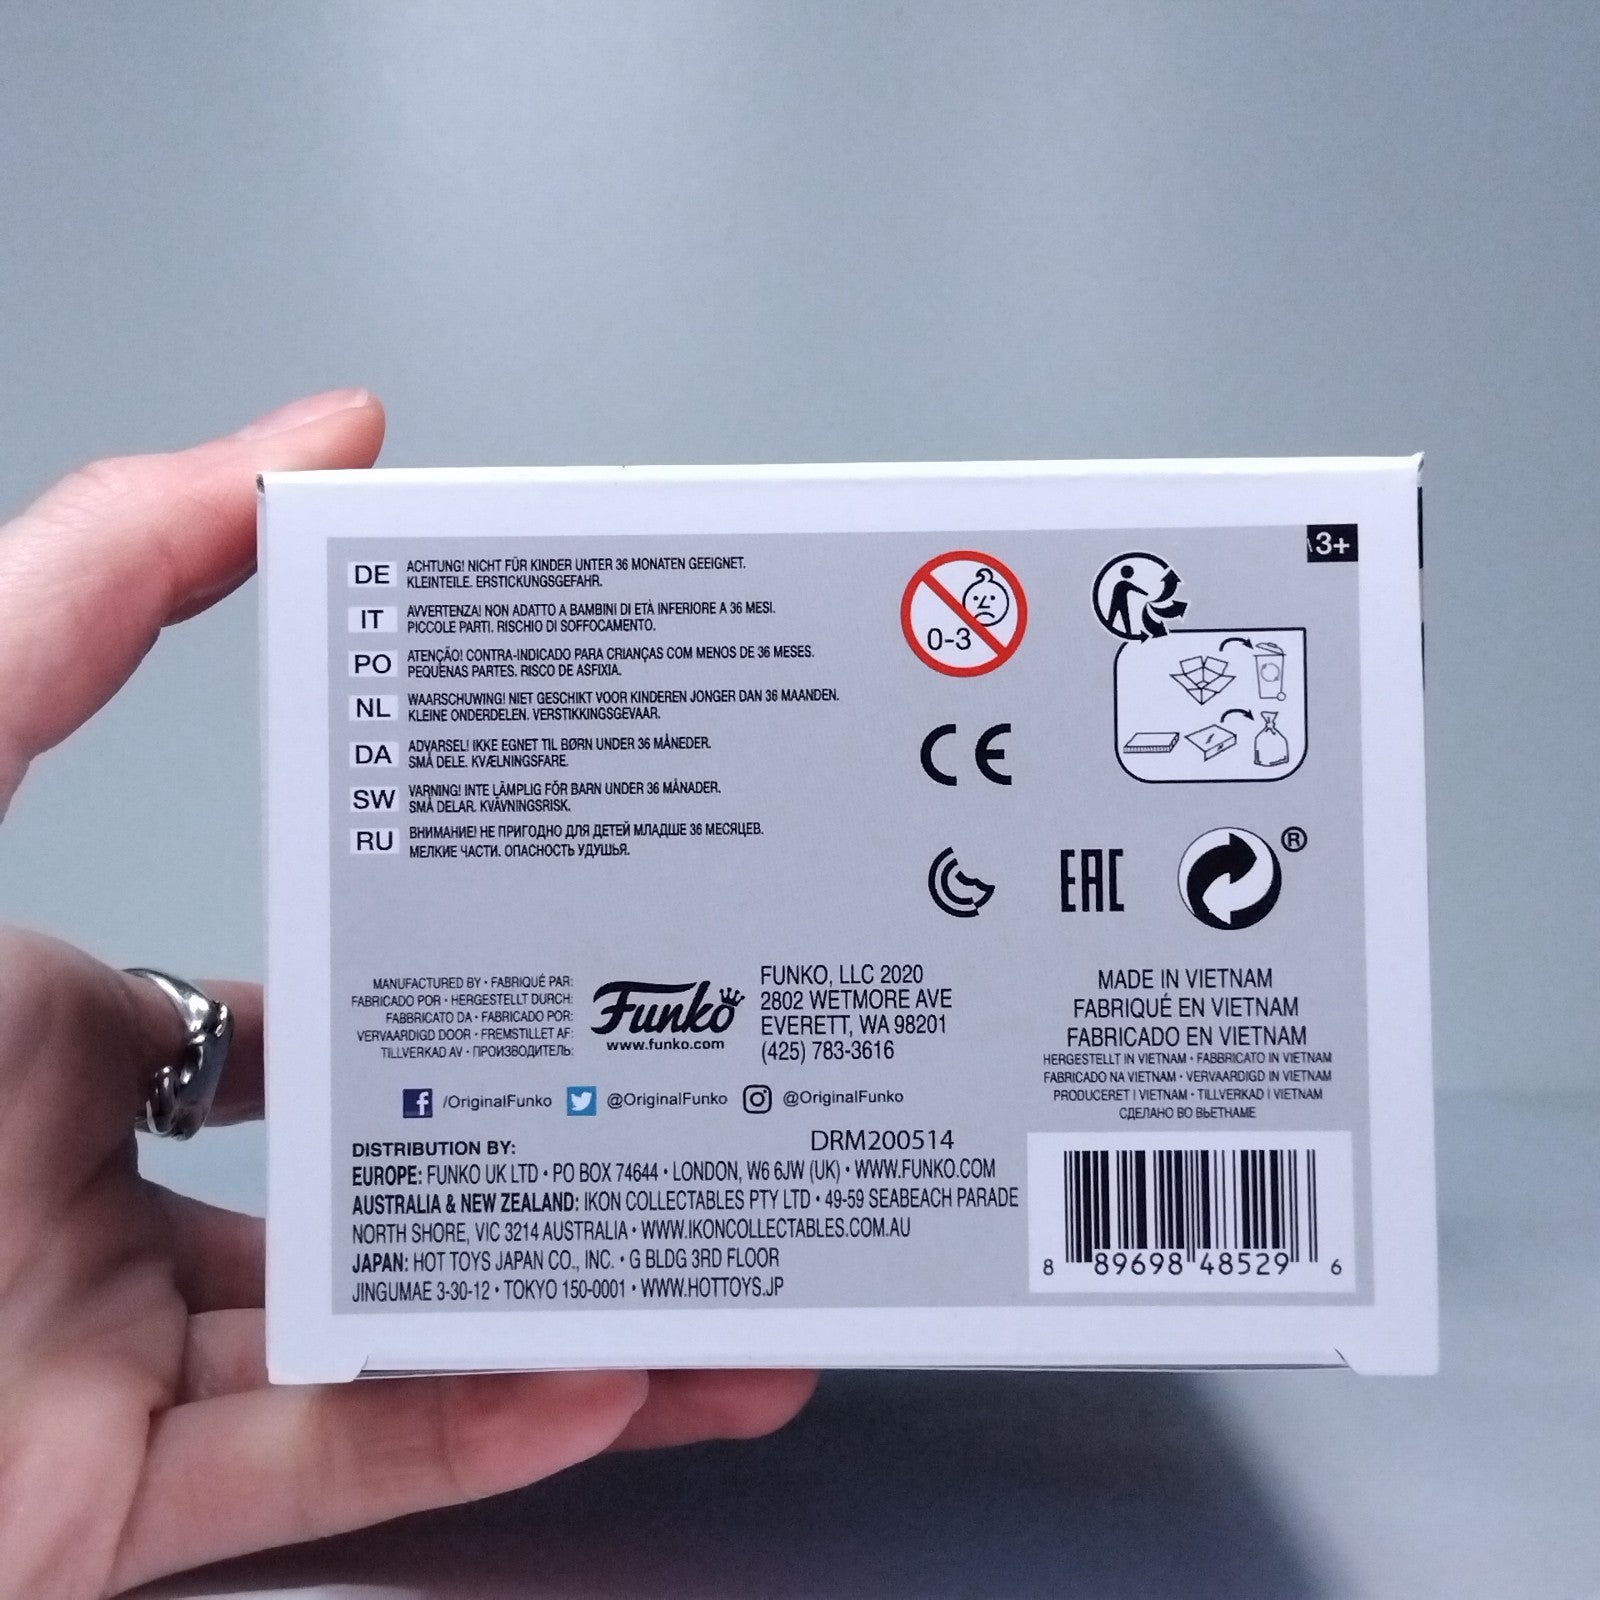 3+
DE
ACHTUNG! NICHT FÜR KINDER UNTER 36 MONATEN GEEIGNET.
KLEINTEILE. ERSTICKUNGSGEFAHR.
IT
AVVERTENZA! NON ADATTO A BAMBINI DI ETÀ INFERIORE A 36 MESI.
PICCOLE PARTI. RISCHIO DI SOFFOCAMENTO.
PO
ATENÇÃO! CONTRA-INDICADO PARA CRIANÇAS COM MENOS DE 36 MESES.
PEQUENAS PARTES. RISCO DE ASFIXIA.
NL
WAARSCHUWING! NIET GESCHIKT VOOR KINDEREN JONGER DAN 36 MAANDEN.
KLEINE ONDERDELEN. VERSTIKKINGSGEVAAR.
DA
ADVARSEL! IKKE EGNET TIL BØRN UNDER 36 MÅNEDER.
SMÅ DELE. KVÆLNINGSFARE.
SW
VARNING! INTE LÄMPLIG FÖR BARN UNDER 36 MÅNADER.
SMÅ DELAR. KVÄVNINGSRISK.
RU
ВНИМАНИЕ! НЕ ПРИГОДНО ДЛЯ ДЕТЕЙ МЛАДШЕ 36 МЕСЯЦЕВ.
МЕЛКИЕ ЧАСТИ. ОПАСНОСТЬ УДУШЬЯ.
0-3
CE
EAC
®
MANUFACTURED BY • FABRIQUÉ PAR:
FABRICADO POR • HERGESTELLT DURCH:
FABBRICATO DA • FABRICADO POR:
VERVAARDIGD DOOR • FREMSTILLET AF:
TILLVERKAD AV • ПРОИЗВОДИТЕЛЬ:
Funko
www.funko.com
FUNKO, LLC 2020
2802 WETMORE AVE
EVERETT, WA 98201
(425) 783-3616
MADE IN VIETNAM
FABRIQUÉ EN VIETNAM
FABRICADO EN VIETNAM
HERGESTELLT IN VIETNAM • FABBRICATO IN VIETNAM
FABRICADO NA VIETNAM • VERVAARDIGD IN VIETNAM
PRODUCERET I VIETNAM • TILLVERKAD I VIETNAM
СДЕЛАНО ВО ВЬЕТНАМЕ
f /OriginalFunko @OriginalFunko @OriginalFunko
DRM200514
DISTRIBUTION BY:
EUROPE: FUNKO UK LTD • PO BOX 74644 • LONDON, W6 6JW (UK) • WWW.FUNKO.COM
AUSTRALIA & NEW ZEALAND: IKON COLLECTABLES PTY LTD • 49-59 SEABEACH PARADE
NORTH SHORE, VIC 3214 AUSTRALIA • WWW.IKONCOLLECTABLES.COM.AU
JAPAN: HOT TOYS JAPAN CO., INC. • G BLDG 3RD FLOOR
JINGUMAE 3-30-12 • TOKYO 150-0001 • WWW.HOTTOYS.JP
8 89698 48529 6